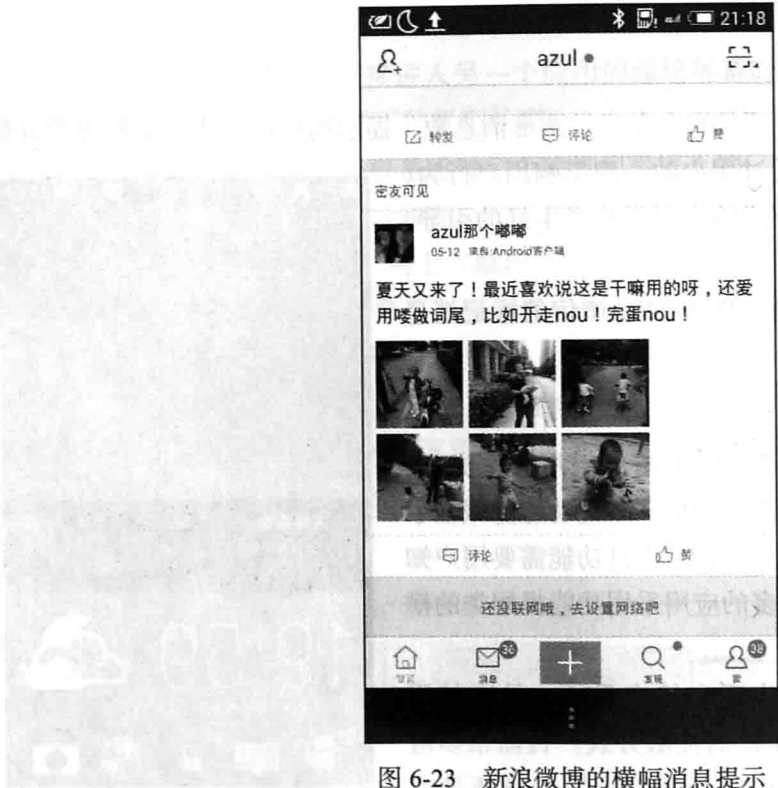 21:18
azul
转发 评论 赞
密友可见
azul那个嘟嘟
05-12 来自Android客户端
夏天又来了！最近喜欢说这是干嘛用的呀，还爱
用喽做词尾，比如开走nou！完蛋nou！
评论 赞
还没联网哦，去设置网络吧
36 38
首页 消息 发现 我
图 6-23 新浪微博的横幅消息提示